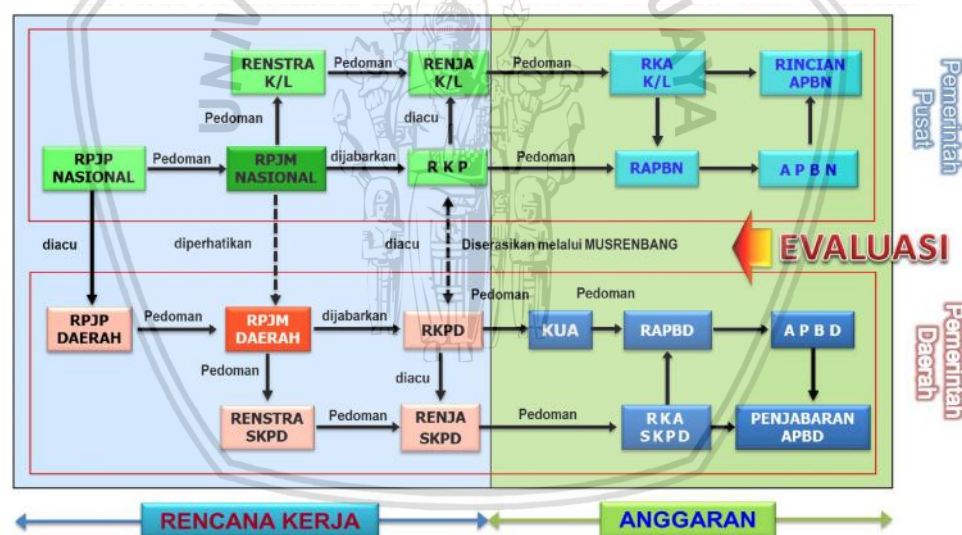 RENSTRA
K/L
Pedoman
RENJA
K/L
Pedoman
RKA
K/L
RINCIAN
APBN
Pedoman
diacu
RPJP
NASIONAL
Pedoman
RPJM
NASIONAL
dijabarkan
R K P
Pedoman
RAPBN
A P B N
Pemerintah
Pusat
diacu
diperhatikan
diacu
Diserasikan melalui MUSRENBANG
EVALUASI
RPJP
DAERAH
Pedoman
RPJM
DAERAH
dijabarkan
RKPD
Pedoman
KUA
Pedoman
RAPBD
A P B D
Pedoman
diacu
RENSTRA
SKPD
Pedoman
RENJA
SKPD
Pedoman
RKA
SKPD
PENJABARAN
APBD
Pemerintah
Daerah
RENCANA KERJA
ANGGARAN